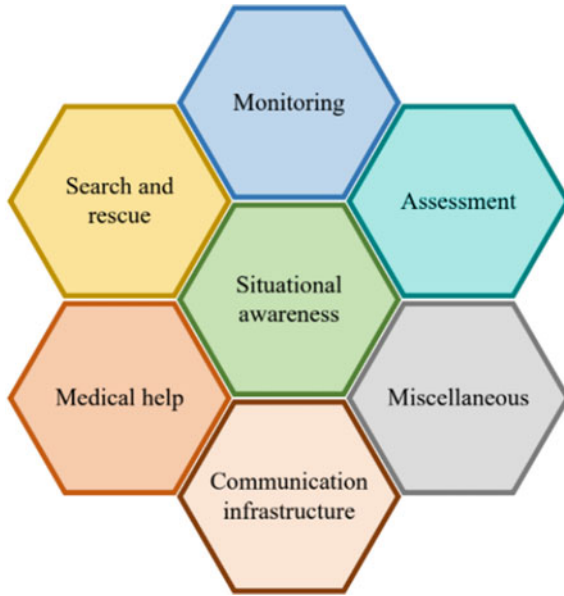 Monitoring
Search and
rescue
Assessment
Situational
awareness
Medical help
Miscellaneous
Communication
infrastructure